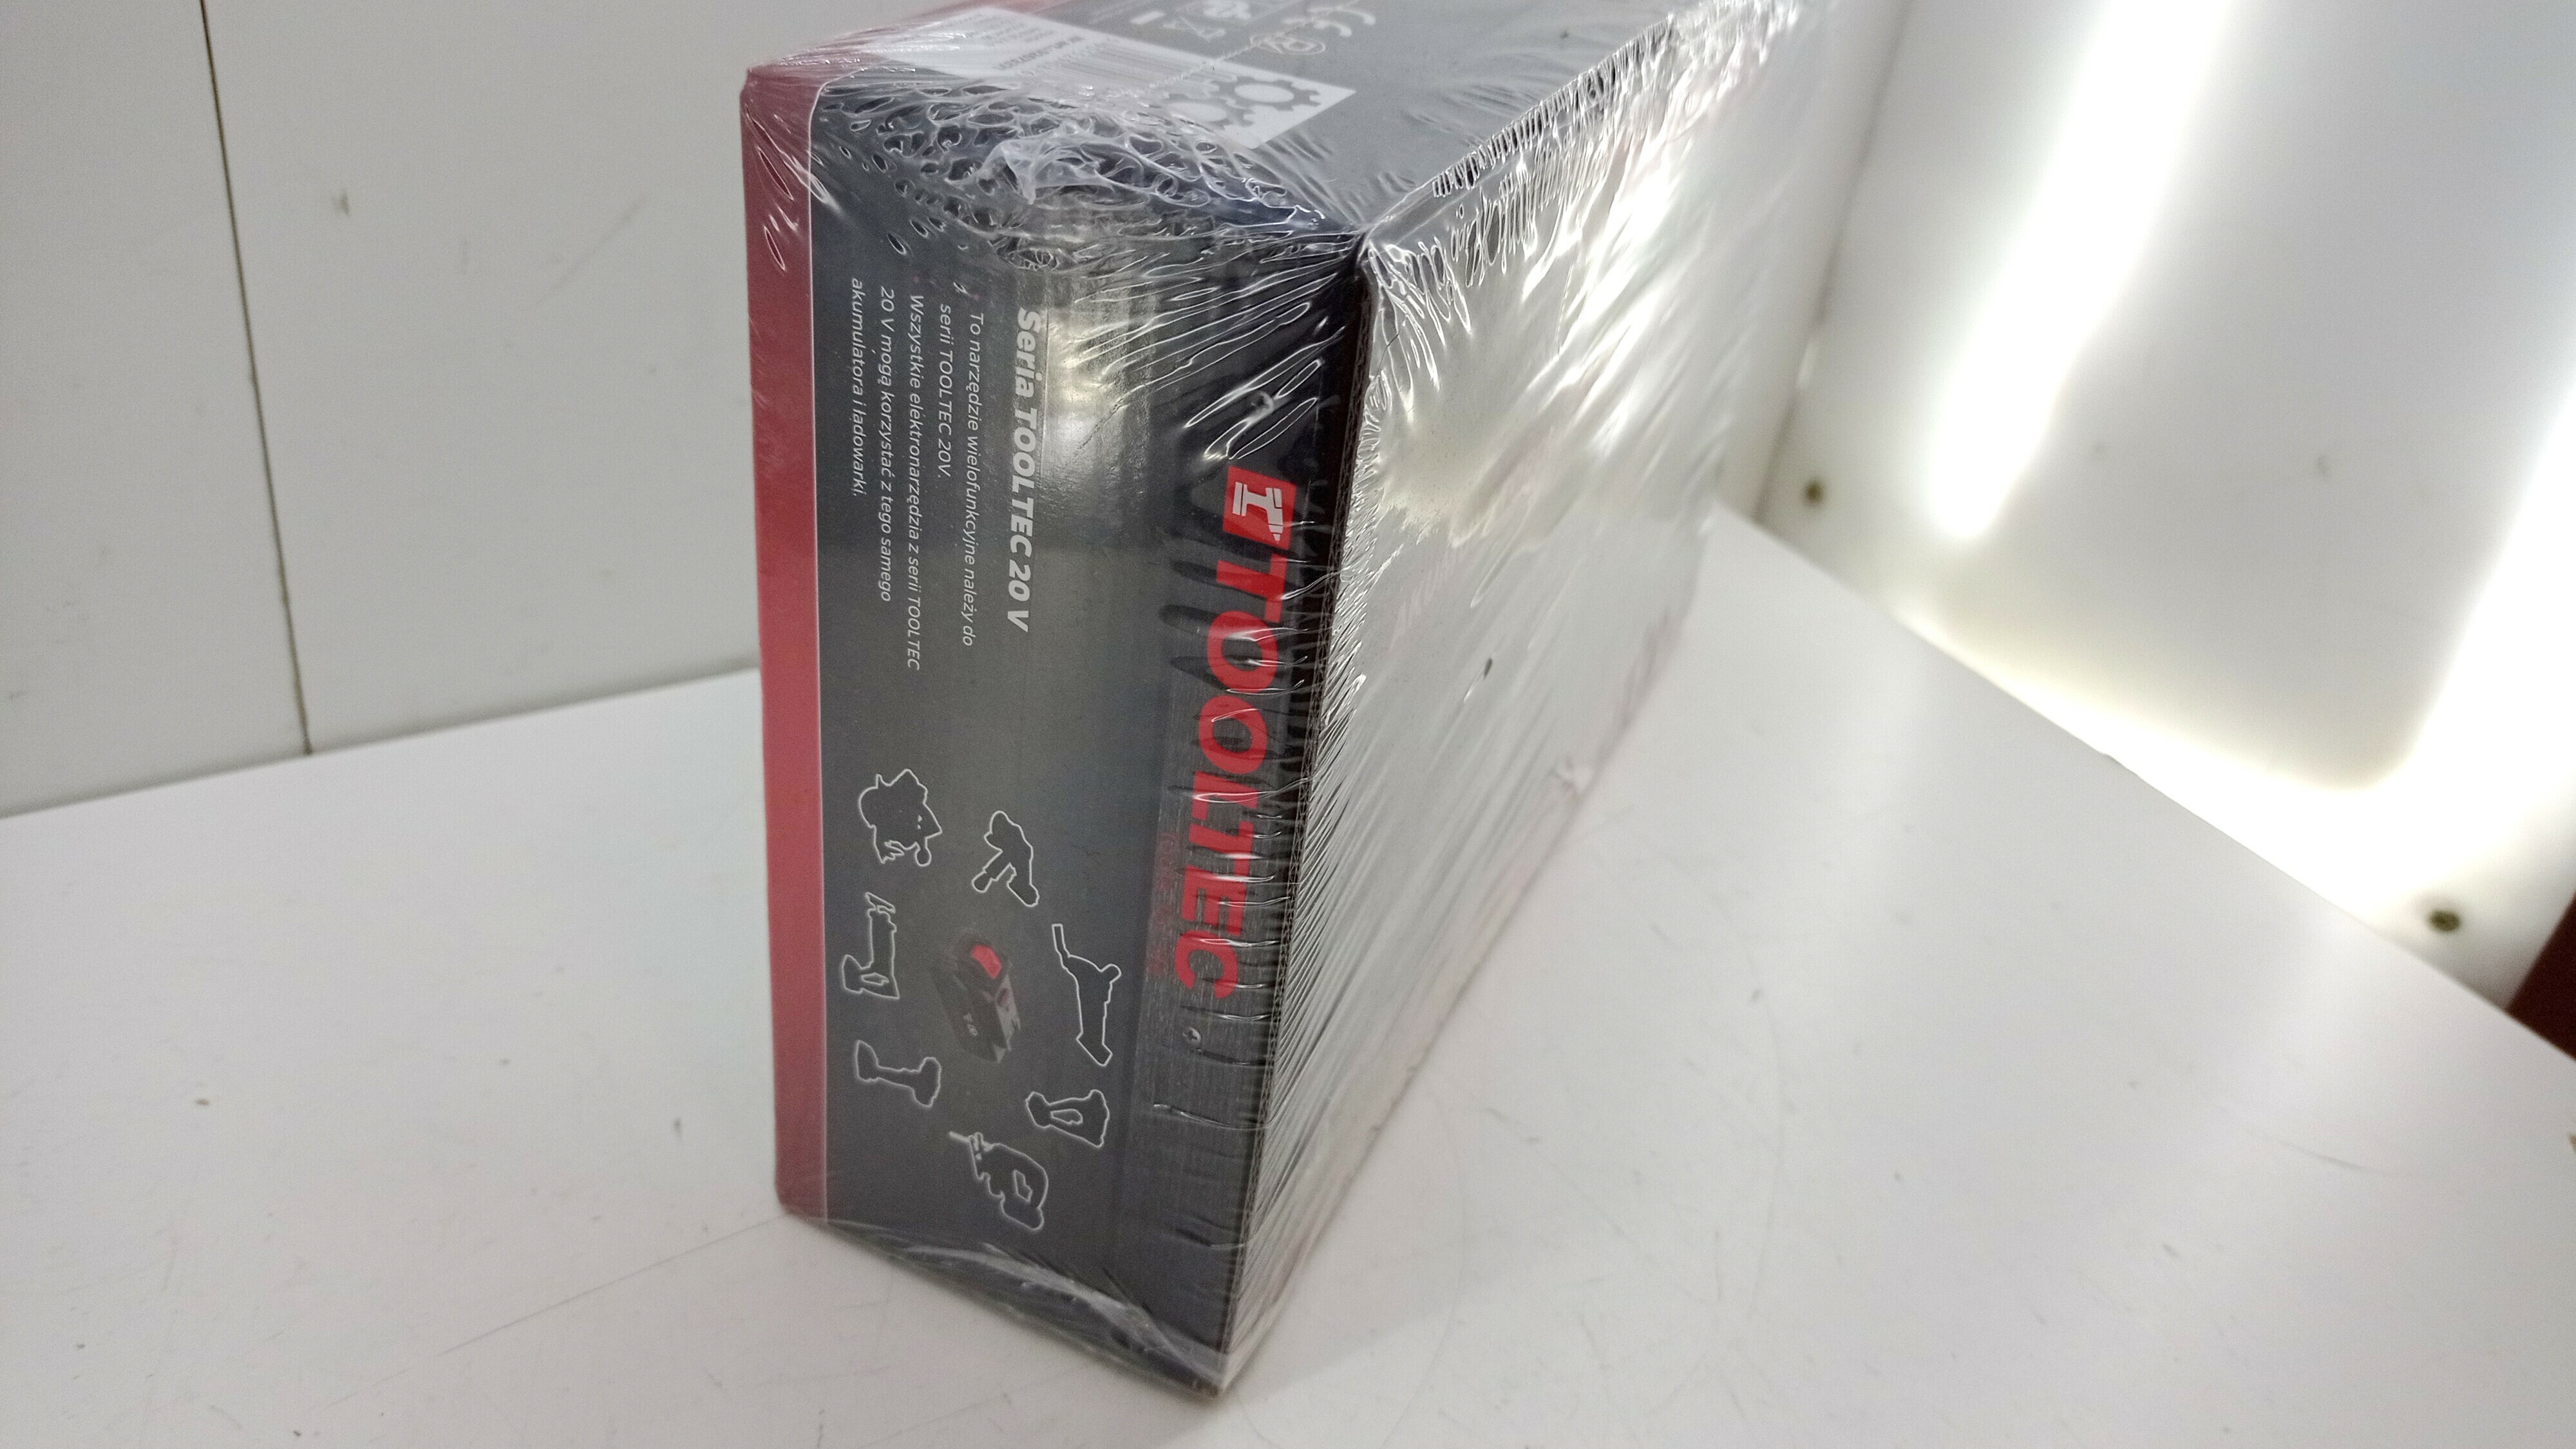 TOOLTEC
Seria TOOLTEC 20 V
To narzędzie wielofunkcyjne należy do
serii TOOLTEC 20V.
Wszystkie elektronarzędzia z serii TOOLTEC
20 V mogą korzystać z tego samego
akumulatora i ładowarki.
CE